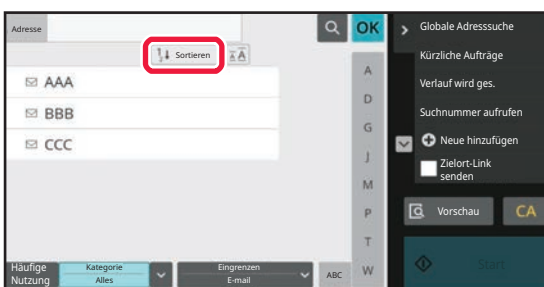 Adresse
OK
Sortieren
AAA
BBB
CCC
A
D
G
J
M
P
T
W
Häufige
Nutzung
Kategorie
Alles
Eingrenzen
E-mail
ABC
Globale Adresssuche
Kürzliche Aufträge
Verlauf wird ges.
Suchnummer aufrufen
Neue hinzufügen
Zielort-Link
senden
Vorschau
CA
Start